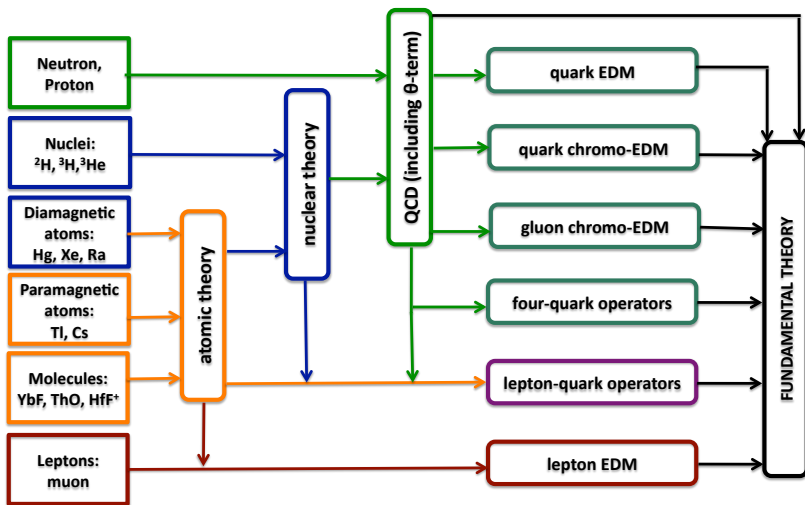 Neutron,
Proton
Nuclei:
²H, ³H,³He
Diamagnetic
atoms:
Hg, Xe, Ra
Paramagnetic
atoms:
Tl, Cs
Molecules:
YbF, ThO, HfF⁺
Leptons:
muon
atomic theory
nuclear theory
QCD (including θ-term)
quark EDM
quark chromo-EDM
gluon chromo-EDM
four-quark operators
lepton-quark operators
lepton EDM
FUNDAMENTAL THEORY